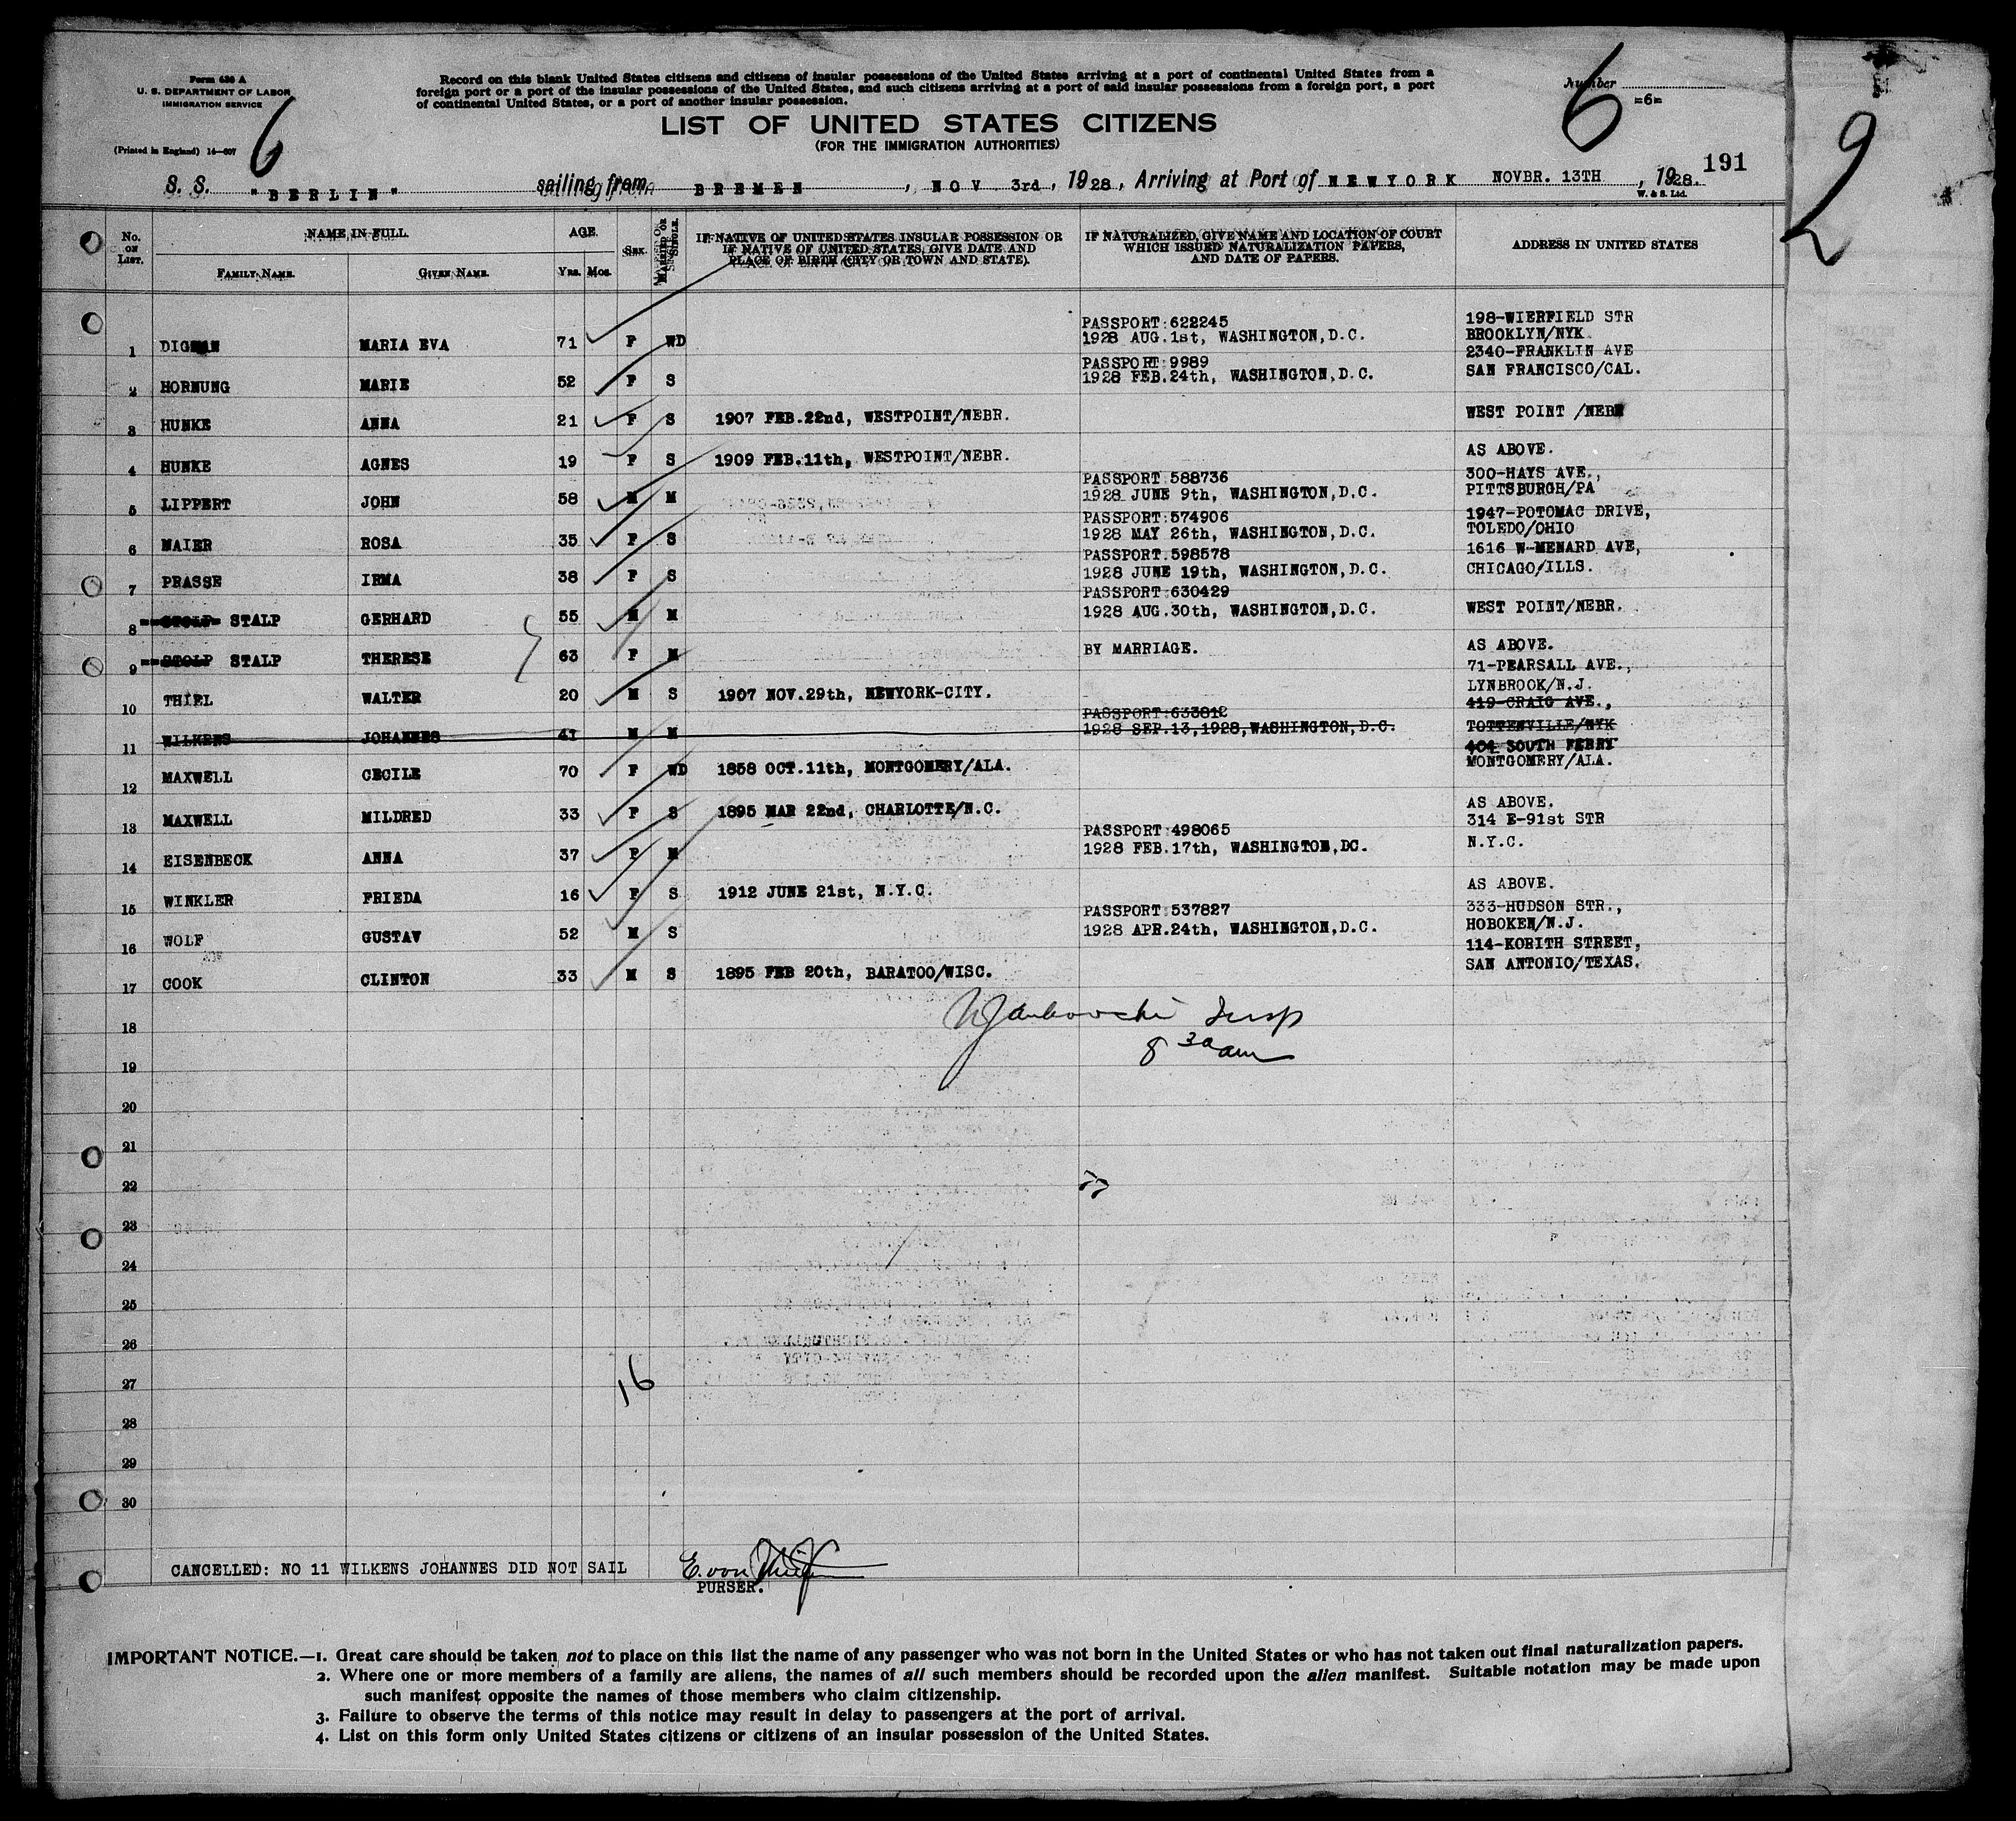 Form 630 A
U. S. DEPARTMENT OF LABOR
IMMIGRATION SERVICE
(Printed in England) 14—607
6
Record on this blank United States citizens and citizens of insular possessions of the United States arriving at a port of continental United States from a
foreign port or a port of the insular possessions of the United States, and such citizens arriving at a port of said insular possessions from a foreign port, a port
of continental United States, or a port of another insular possession.
LIST OF UNITED STATES CITIZENS
(FOR THE IMMIGRATION AUTHORITIES)
Number
=6=
6
2
191
S. S. "BERLIN" sailing from BREMEN, NOV 3rd, 1928, Arriving at Port of NEWYORK NOVBR. 13TH, 1928.
W. & S. Ltd.
No. ON LIST.
NAME IN FULL.
FAMILY NAME. GIVEN NAME.
AGE.
Yrs. Mos.
SEX.
MARRIED OR SINGLE.
IF NATIVE OF UNITED STATES INSULAR POSSESSION OR
IF NATIVE OF UNITED STATES, GIVE DATE AND
PLACE OF BIRTH (CITY OR TOWN AND STATE).
IF NATURALIZED, GIVE NAME AND LOCATION OF COURT
WHICH ISSUED NATURALIZATION PAPERS,
AND DATE OF PAPERS.
ADDRESS IN UNITED STATES
1 DIGMAN MARIA EVA 71 F WD PASSPORT:622245 1928 AUG.1st, WASHINGTON,D.C. 198-WIERFIELD STR BROOKLYN/NYK
2 HORNUNG MARIE 52 F S PASSPORT:9989 1928 FEB.24th, WASHINGTON,D.C. 2340-FRANKLIN AVE SAN FRANCISCO/CAL.
3 HUNKE ANNA 21 F S 1907 FEB.22nd, WESTPOINT/NEBR. WEST POINT /NEBR
4 HUNKE AGNES 19 F S 1909 FEB.11th, WESTPOINT/NEBR. AS ABOVE.
5 LIPPERT JOHN 58 M M PASSPORT:588736 1928 JUNE 9th, WASHINGTON,D.C. 300-HAYS AVE., PITTSBURGH/PA
6 MAIER ROSA 35 F S PASSPORT:574906 1928 MAY 26th, WASHINGTON,D.C. 1947-POTOMAC DRIVE, TOLEDO/OHIO
7 PRASSE IRMA 38 F S PASSPORT:598578 1928 JUNE 19th, WASHINGTON,D.C. 1616 W-MENARD AVE, CHICAGO/ILLS.
8 STOLP STALP GERHARD 55 M M PASSPORT:630429 1928 AUG.30th, WASHINGTON,D.C. WEST POINT/NEBR.
9 STOLP STALP THERESE 63 F M BY MARRIAGE. AS ABOVE.
10 THIEL WALTER 20 M S 1907 NOV.29th, NEWYORK-CITY. 71-PEARSALL AVE., LYNBROOK/N.J.
11 WILKENS JOHANNES 41 M M PASSPORT:633812 1928 SEP.13,1928,WASHINGTON,D.C. 419-CRAIG AVE., TOTTENVILLE/NYK
12 MAXWELL CECILE 70 F WD 1858 OCT.11th, MONTGOMERY/ALA. 404 SOUTH FERRY MONTGOMERY/ALA.
13 MAXWELL MILDRED 33 F S 1895 MAR 22nd, CHARLOTTE/N.C. AS ABOVE.
14 EISENBECK ANNA 37 F M PASSPORT:498065 1928 FEB.17th, WASHINGTON,DC. 314 E-91st STR N.Y.C.
15 WINKLER FRIEDA 16 F S 1912 JUNE 21st, N.Y.C. AS ABOVE.
16 WOLF GUSTAV 52 M S PASSPORT:537827 1928 APR.24th, WASHINGTON,D.C. 333-HUDSON STR., HOBOKEN/N.J.
17 COOK CLINTON 33 M S 1895 FEB 20th, BARATOO/WISC. 114-KORITH STREET, SAN ANTONIO/TEXAS.
18
Insp
8 30 am
19
20
21
22
23
24
25
26
27
16
28
29
30
CANCELLED: NO 11 WILKENS JOHANNES DID NOT SAIL
E. von
PURSER.
IMPORTANT NOTICE.—1. Great care should be taken not to place on this list the name of any passenger who was not born in the United States or who has not taken out final naturalization papers.
2. Where one or more members of a family are aliens, the names of all such members should be recorded upon the alien manifest. Suitable notation may be made upon
such manifest opposite the names of those members who claim citizenship.
3. Failure to observe the terms of this notice may result in delay to passengers at the port of arrival.
4. List on this form only United States citizens or citizens of an insular possession of the United States.